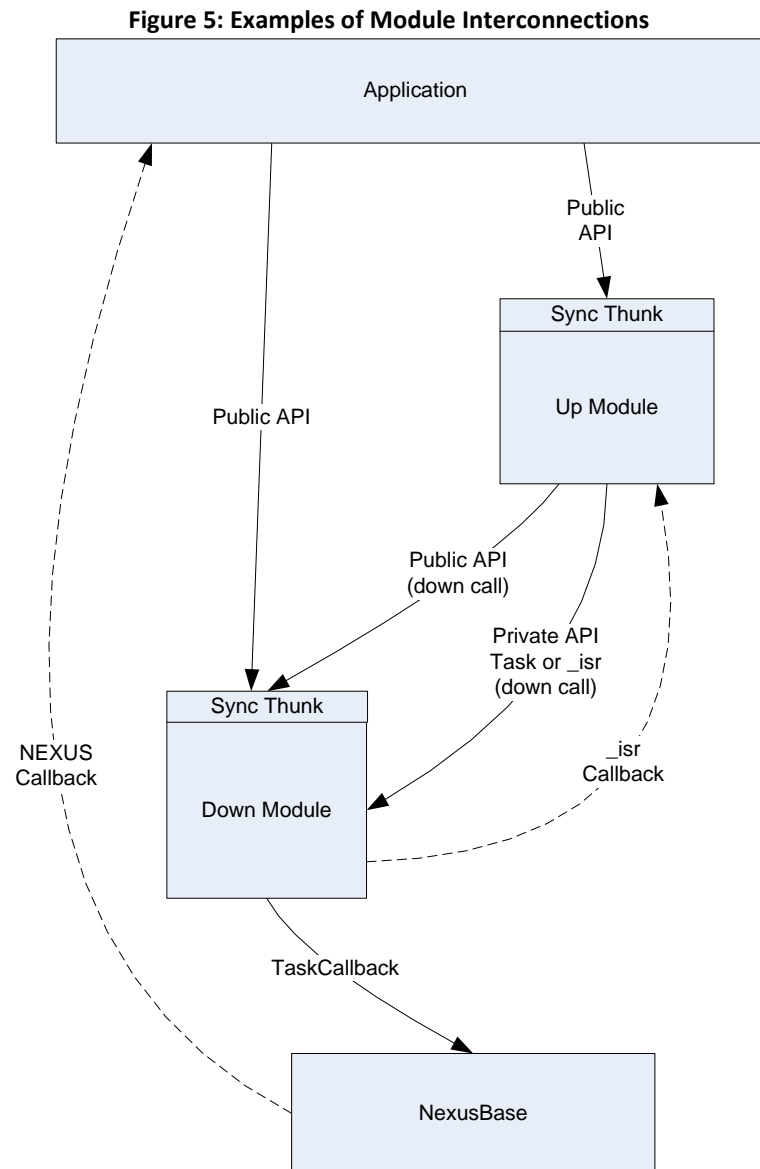 Figure 5: Examples of Module Interconnections
Application
Public
API
Sync Thunk
Up Module
Public API
Public API
(down call)
Private API
Task or _isr
(down call)
Sync Thunk
NEXUS
Callback
_isr
Callback
Down Module
TaskCallback
NexusBase